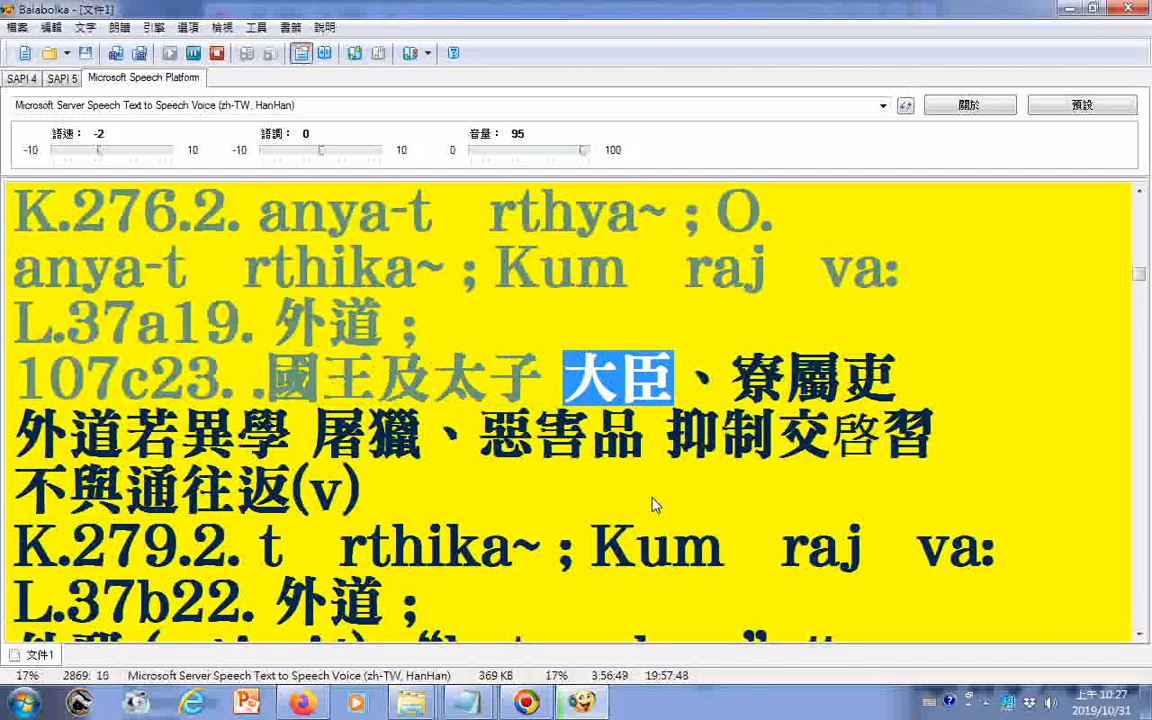 Balabolka - [文件1]
檔案 編輯 文字 朗讀 引擎 選項 檢視 工具 書籤 說明
SAPI 4 SAPI 5 Microsoft Speech Platform
Microsoft Server Speech Text to Speech Voice (zh-TW, HanHan) 關於 預設
語速： -2 語調： 0 音量： 95
-10 10 -10 10 0 100
K.276.2. anya-t rthya~ ; O.
anya-t rthika~ ; Kum raj va:
L.37a19. 外道 ;
107c23. .國王及太子 大臣、寮屬吏
外道若異學 屠獵、惡害品 抑制交啓習
不與通往返(v)
K.279.2. t rthika~ ; Kum raj va:
L.37b22. 外道 ;
文件1
17% 2869: 18 Microsoft Server Speech Text to Speech Voice (zh-TW, HanHan) 369 KB 17% 3:56:49 19:57:48
上午 10:27
2019/10/31